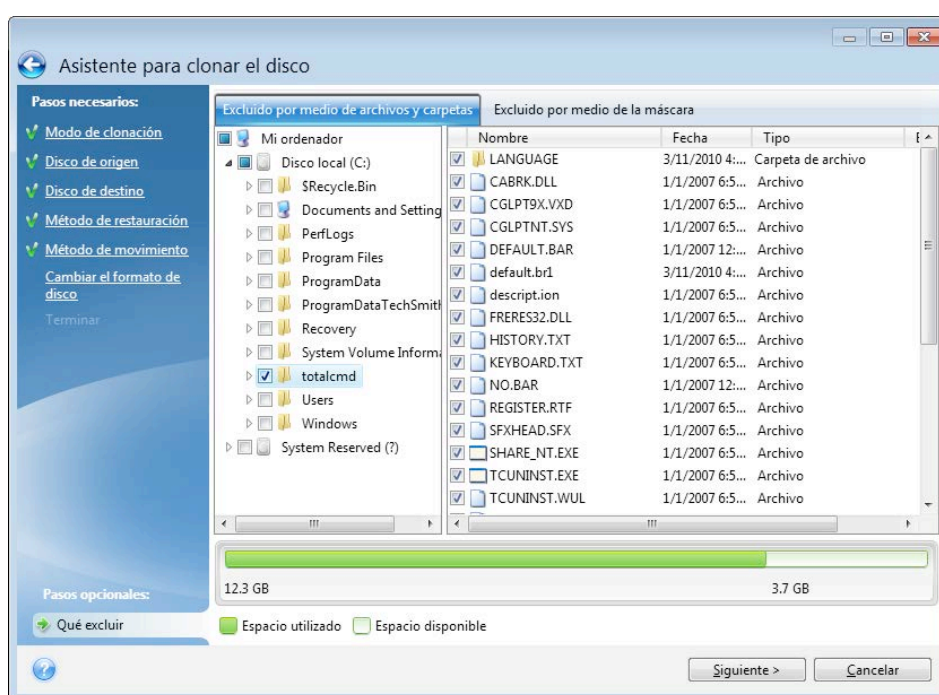 Asistente para clonar el disco
Pasos necesarios:
Modo de clonación
Disco de origen
Disco de destino
Método de restauración
Método de movimiento
Cambiar el formato de
disco
Terminar
Pasos opcionales:
Qué excluir
Excluido por medio de archivos y carpetas
Excluido por medio de la máscara
Mi ordenador
Disco local (C:)
$Recycle.Bin
Documents and Setting
PerfLogs
Program Files
ProgramData
ProgramDataTechSmith
Recovery
System Volume Informa
totalcmd
Users
Windows
System Reserved (?)
Nombre Fecha Tipo
LANGUAGE 3/11/2010 4:... Carpeta de archivo
CABRK.DLL 1/1/2007 6:5... Archivo
CGLPT9X.VXD 1/1/2007 6:5... Archivo
CGLPTNT.SYS 1/1/2007 6:5... Archivo
DEFAULT.BAR 1/1/2007 12:... Archivo
default.br1 3/11/2010 4:... Archivo
descript.ion 1/1/2007 6:5... Archivo
FRERES32.DLL 1/1/2007 6:5... Archivo
HISTORY.TXT 1/1/2007 6:5... Archivo
KEYBOARD.TXT 1/1/2007 6:5... Archivo
NO.BAR 1/1/2007 12:... Archivo
REGISTER.RTF 1/1/2007 6:5... Archivo
SFXHEAD.SFX 1/1/2007 6:5... Archivo
SHARE_NT.EXE 1/1/2007 6:5... Archivo
TCUNINST.EXE 1/1/2007 6:5... Archivo
TCUNINST.WUL 1/1/2007 6:5... Archivo
12.3 GB 3.7 GB
Espacio utilizado Espacio disponible
Siguiente > Cancelar